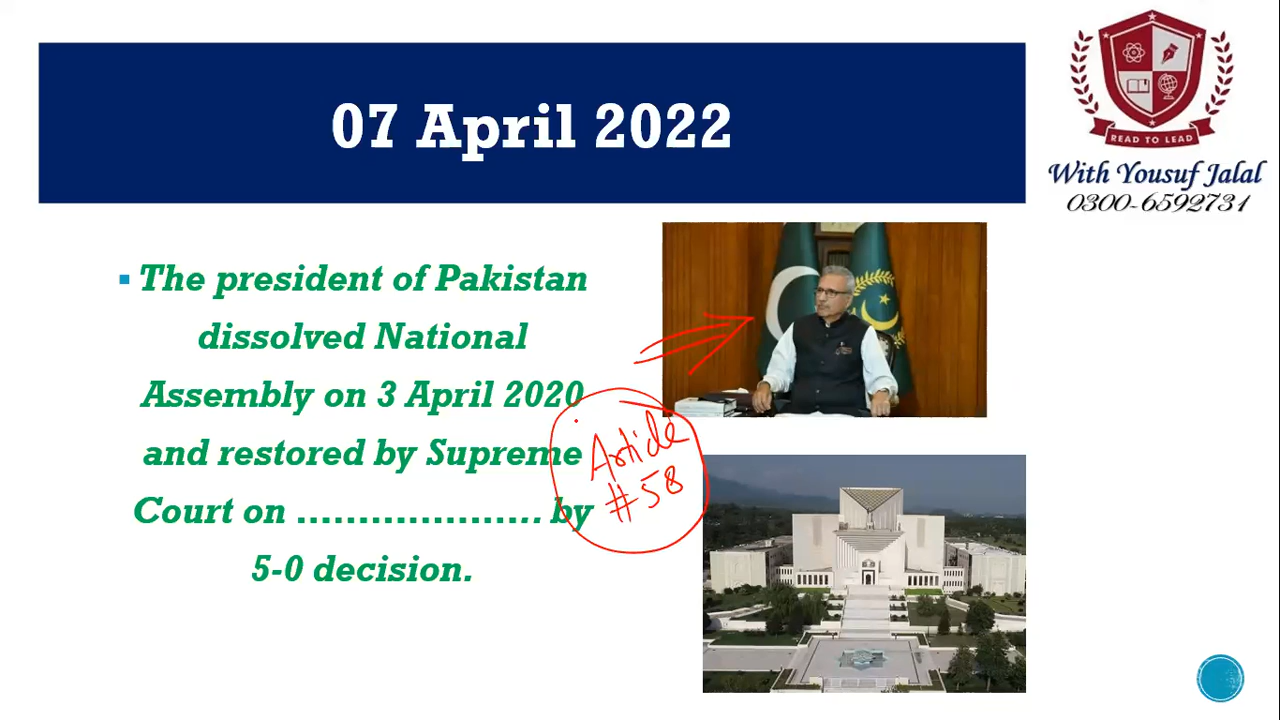 07 April 2022
READ TO LEAD
With Yousuf Jalal
0300-6592731
The president of Pakistan
dissolved National
Assembly on 3 April 2020
and restored by Supreme
Court on .................... by
5-0 decision.
Article
#58